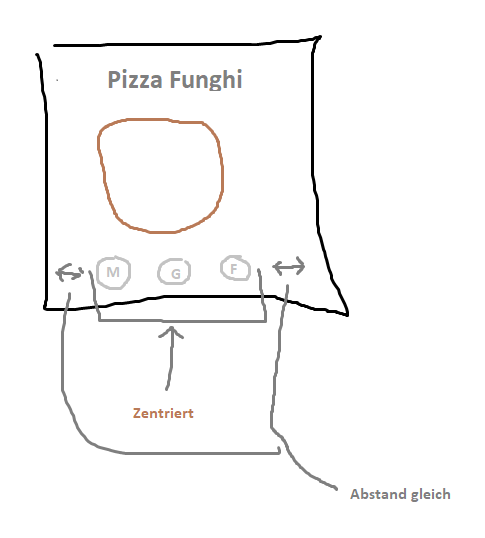 Pizza Funghi
M G F
Zentriert
Abstand gleich